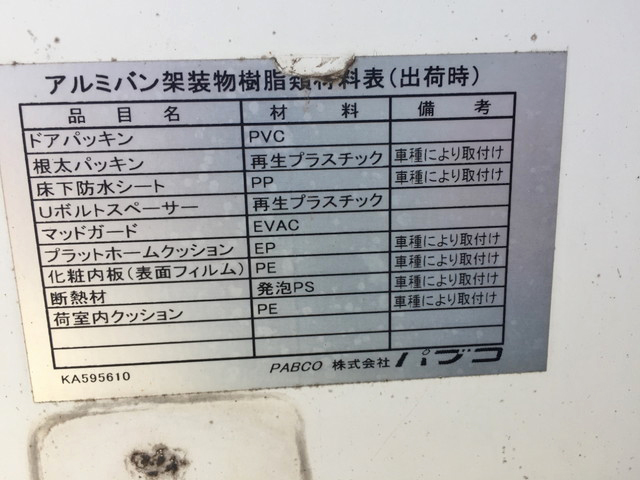 アルミバン架装物樹脂類材料表(出荷時)
品目名 材料 備考
ドアパッキン PVC
根太パッキン 再生プラスチック 車種により取付け
床下防水シート PP 車種により取付け
Uボルトスペーサー 再生プラスチック
マッドガード EVAC
プラットホームクッション EP 車種により取付け
化粧内板(表面フィルム) PE 車種により取付け
断熱材 発泡PS 車種により取付け
荷室内クッション PE 車種により取付け
KA595610 PABCO 株式会社 パブコ